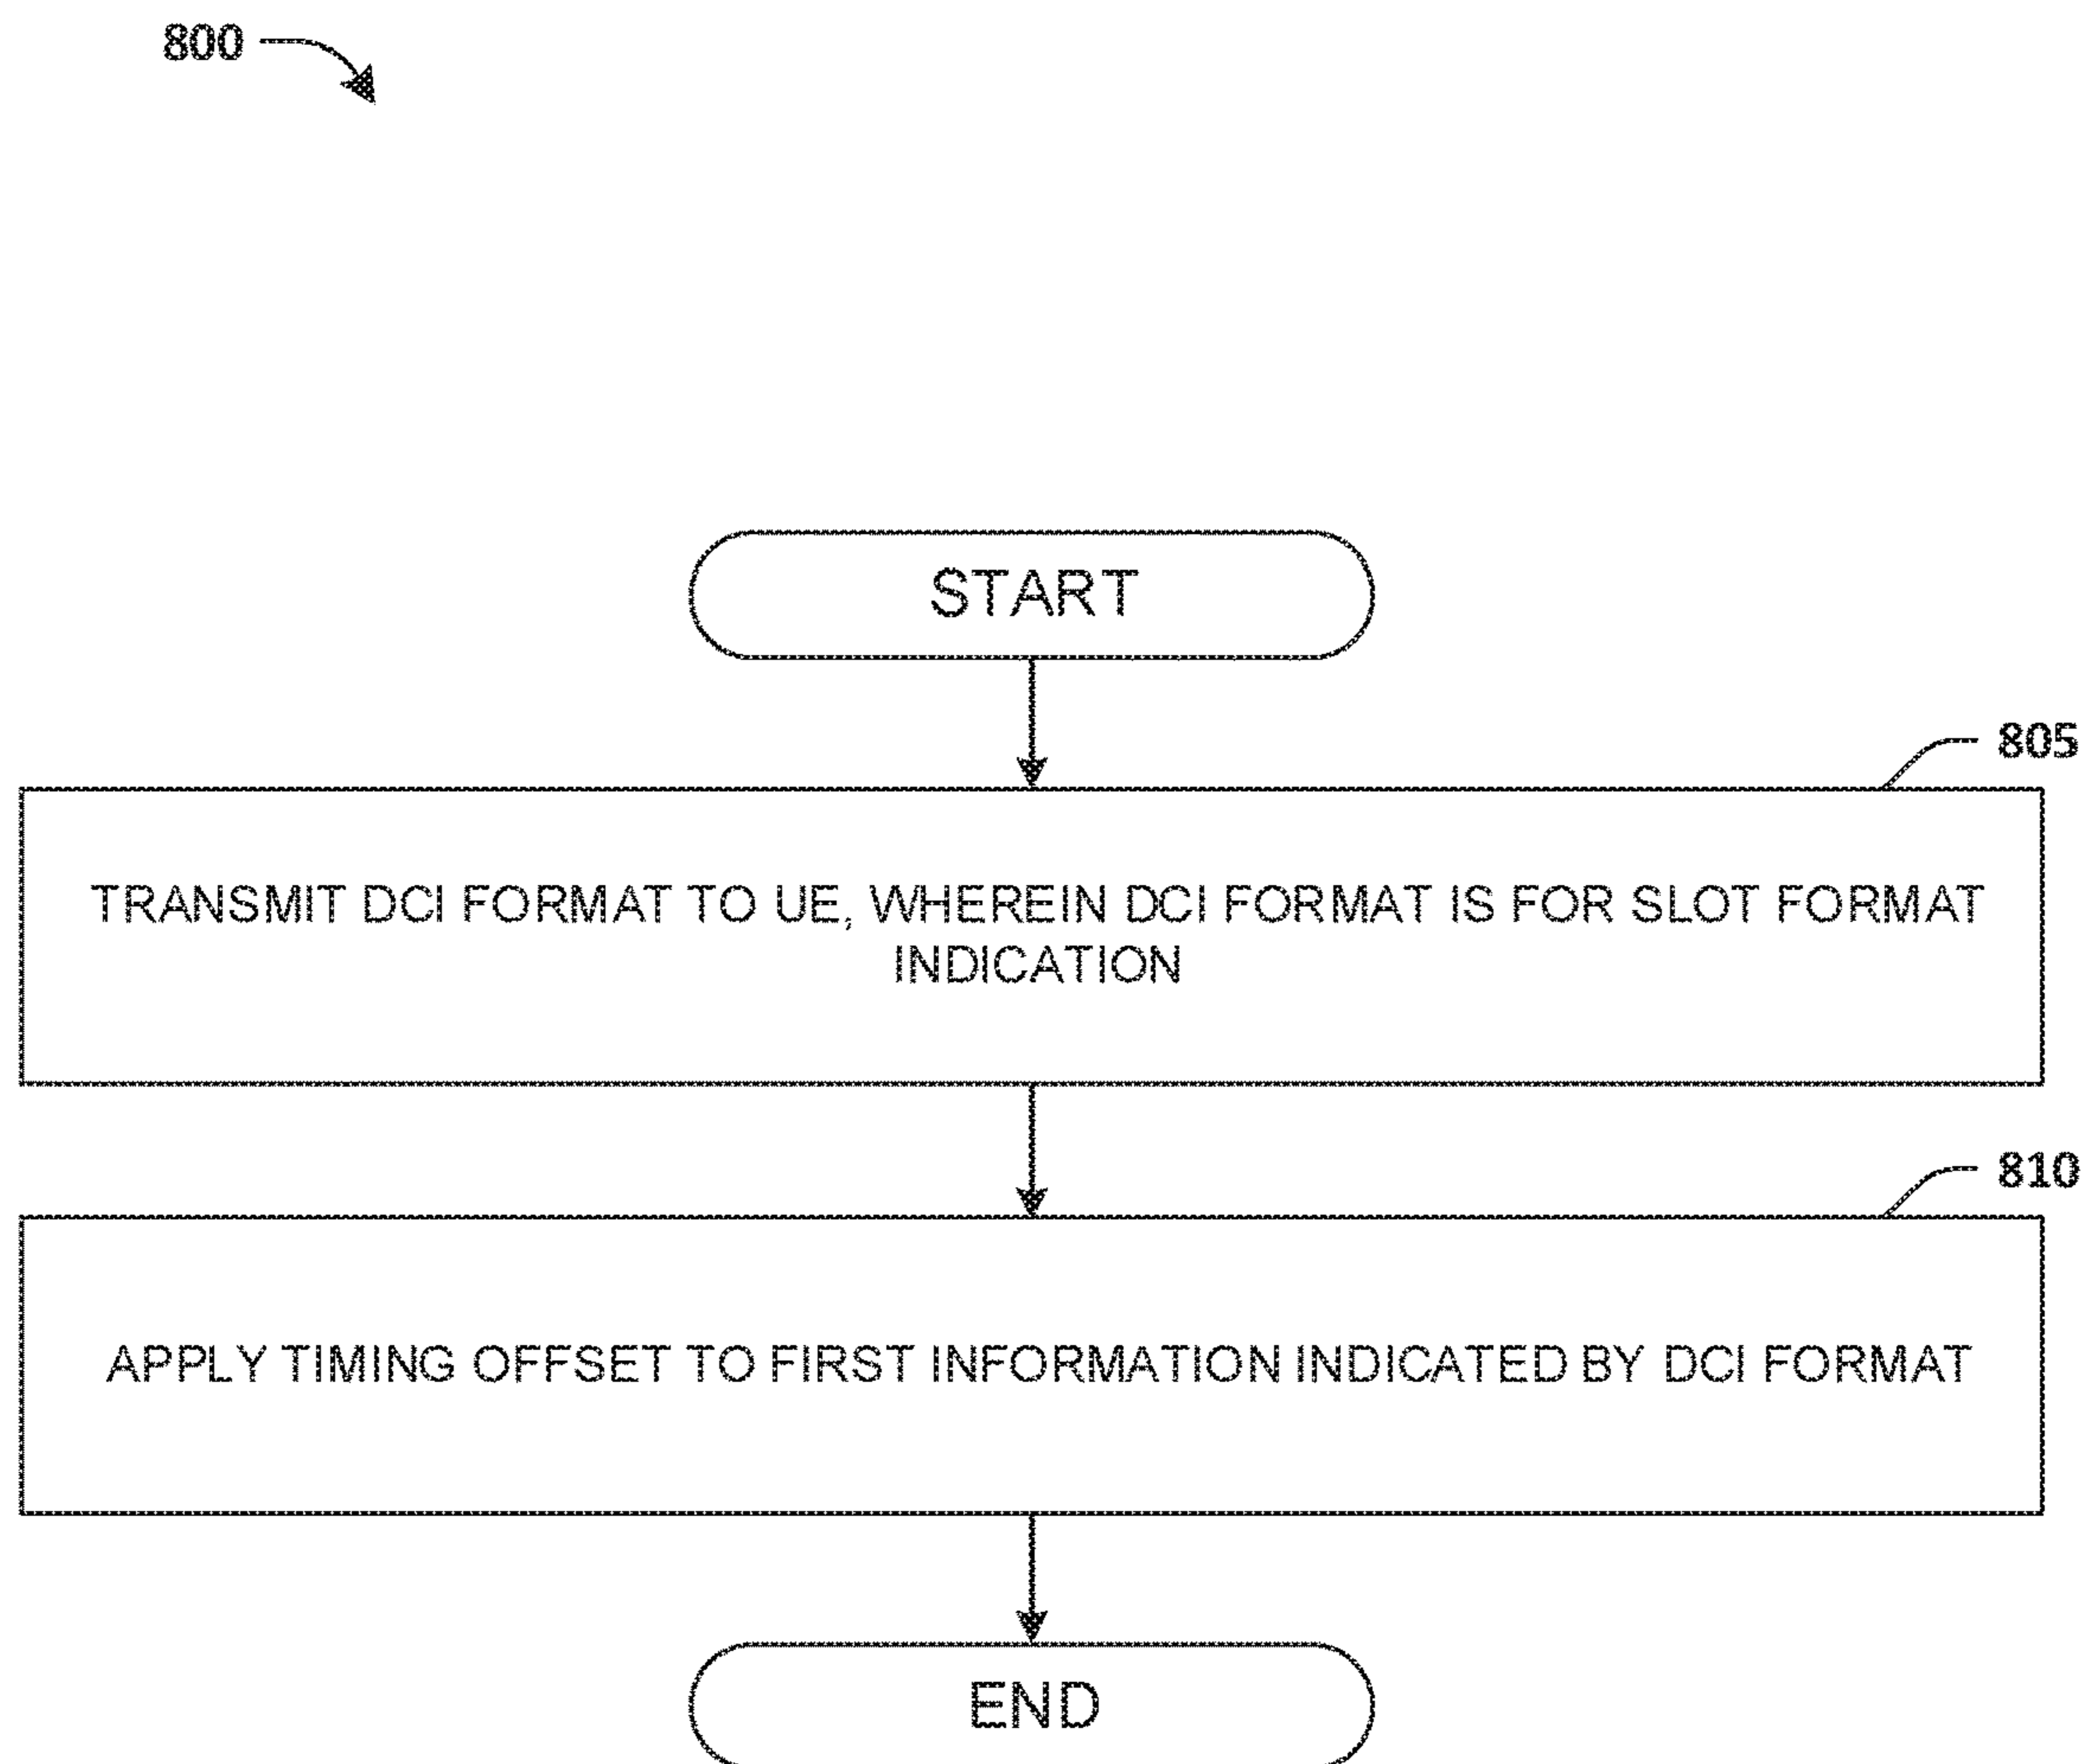 800
START
805
TRANSMIT DCI FORMAT TO UE, WHEREIN DCI FORMAT IS FOR SLOT FORMAT
INDICATION
810
APPLY TIMING OFFSET TO FIRST INFORMATION INDICATED BY DCI FORMAT
END